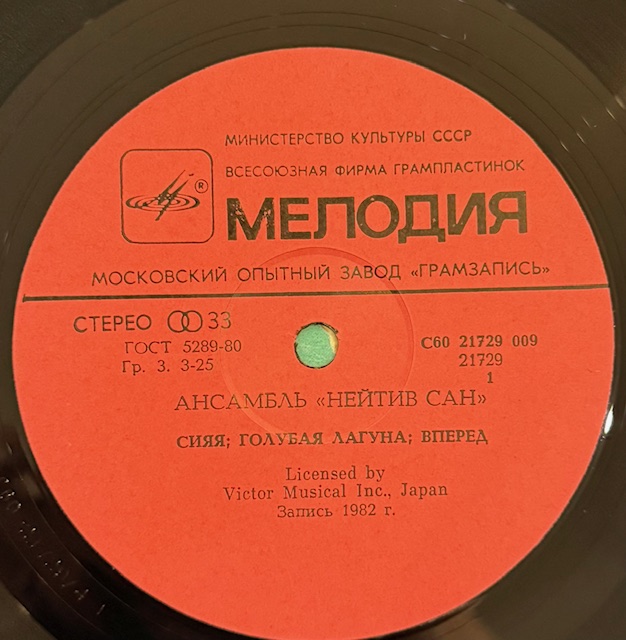 МИНИСТЕРСТВО КУЛЬТУРЫ СССР
ВСЕСОЮЗНАЯ ФИРМА ГРАМПЛАСТИНОК
®
МЕЛОДИЯ
МОСКОВСКИЙ ОПЫТНЫЙ ЗАВОД «ГРАМЗАПИСЬ»
СТЕРЕО 33
ГОСТ 5289-80
Гр. 3. 3-25
С60 21729 009
21729
1
АНСАМБЛЬ «НЕЙТИВ САН»
СИЯЯ; ГОЛУБАЯ ЛАГУНА; ВПЕРЕД
Licensed by
Victor Musical Inc., Japan
Запись 1982 г.